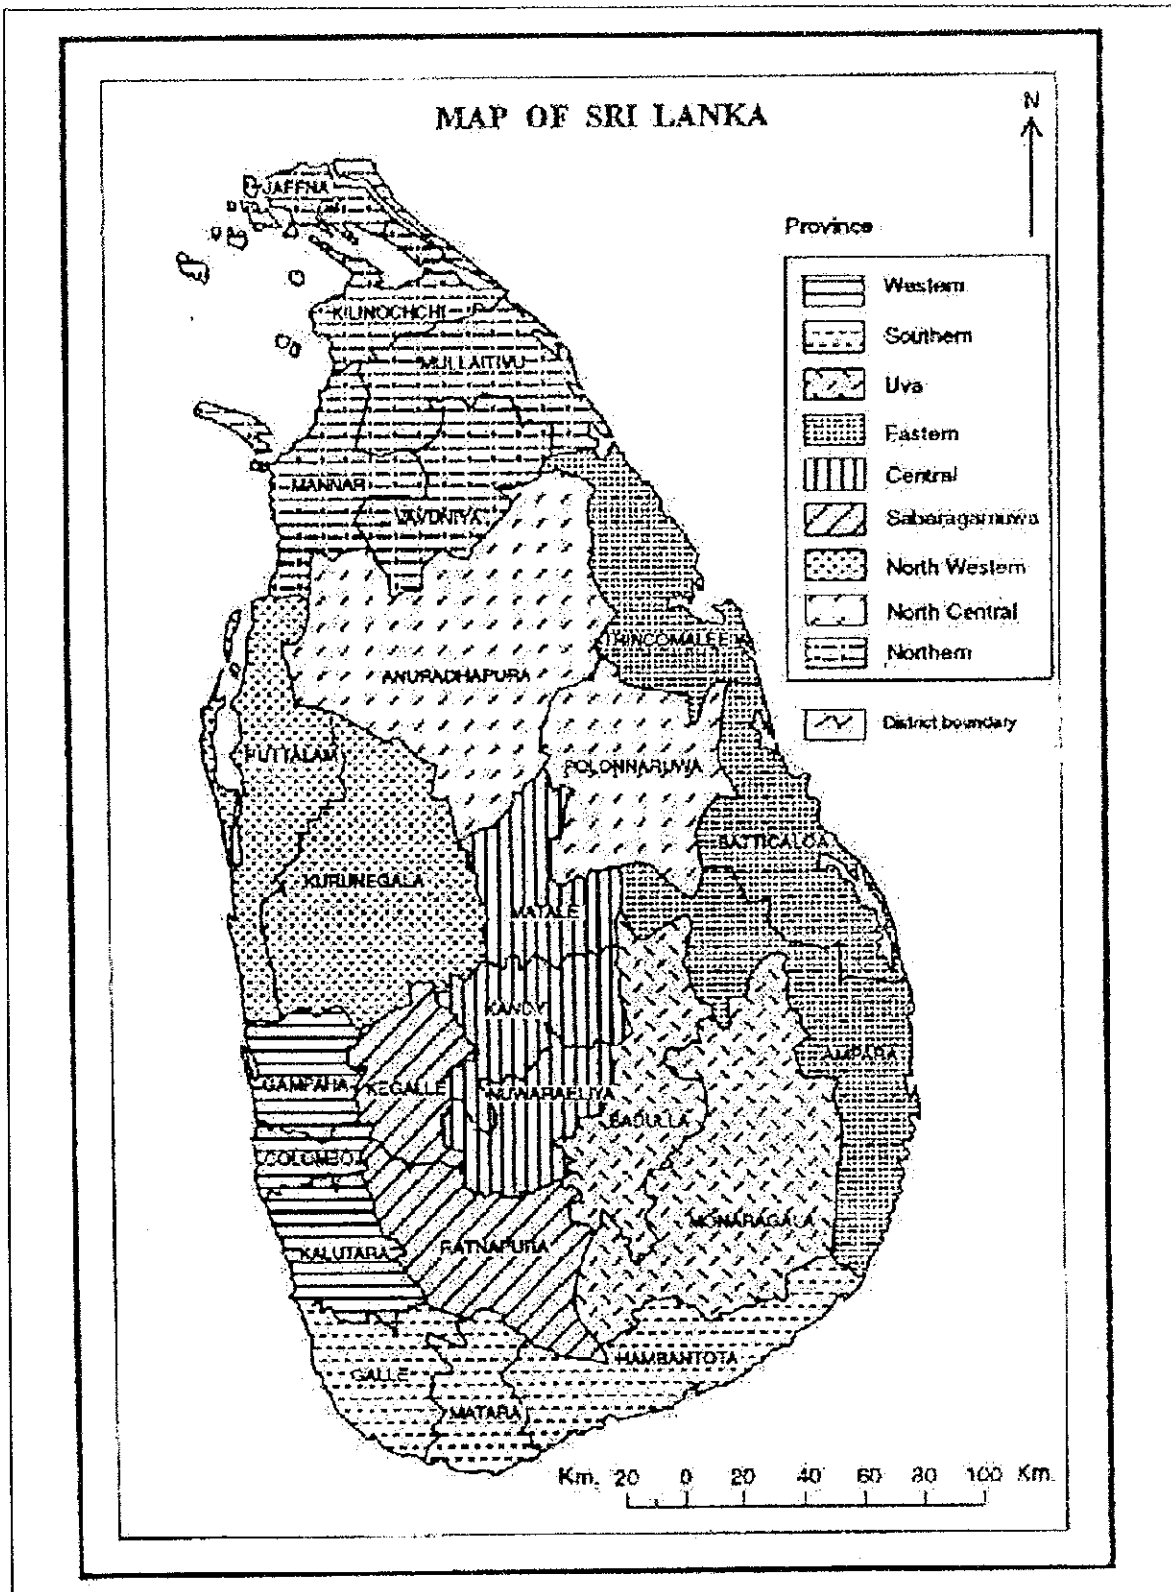 MAP OF SRI LANKA
N
Province
Western
Southern
Uva
Eastern
Central
Sabaragamuwa
North Western
North Central
Northern
District boundary
JAFFNA
KILINOCHCHI
MULLAITIVU
MANNAR
VAVUNIYA
TRINCOMALEE
ANURADHAPURA
PUTTALAM
POLONNARUWA
BATTICALOA
KURUNEGALA
MATALE
KANDY
AMPARA
GAMPAHA
KEGALLE
NUWARAELIYA
BADULLA
COLOMBO
MONARAGALA
KALUTARA
RATNAPURA
HAMBANTOTA
GALLE
MATARA
Km. 20 0 20 40 60 80 100 Km.